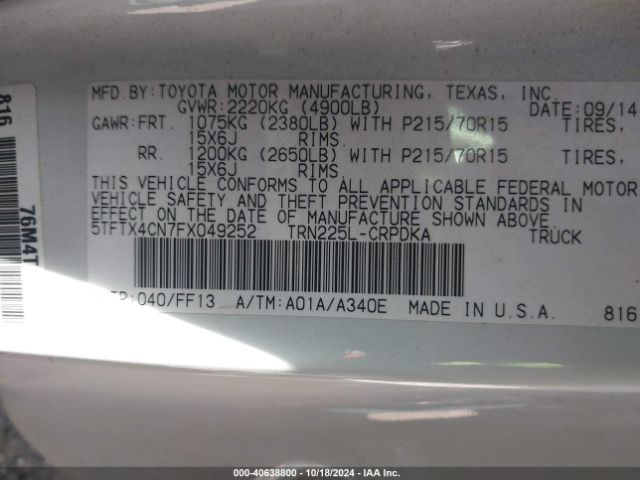 MFD.BY:TOYOTA MOTOR MANUFACTURING, TEXAS, INC.
GVWR:2220KG (4900LB) DATE:09/14
GAWR:FRT. 1075KG (2380LB) WITH P215/70R15 TIRES,
15X6J RIMS
RR. 1200KG (2650LB) WITH P215/70R15 TIRES,
15X6J RIMS.
THIS VEHICLE CONFORMS TO ALL APPLICABLE FEDERAL MOTOR
VEHICLE SAFETY AND THEFT PREVENTION STANDARDS IN
EFFECT ON THE DATE OF MANUFACTURE SHOWN ABOVE
5TFTX4CN7FX049252 TRN225L-CRPDKA TRUCK
040/FF13 A/TM:A01A/A340E MADE IN U.S.A. 816
816
76M4T
000-40638800 - 10/18/2024 - IAA Inc.